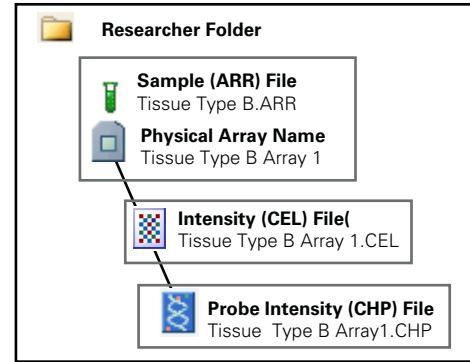 Researcher Folder
Sample (ARR) File
Tissue Type B.ARR
Physical Array Name
Tissue Type B Array 1
Intensity (CEL) File(
Tissue Type B Array 1.CEL
Probe Intensity (CHP) File
Tissue  Type B Array1.CHP